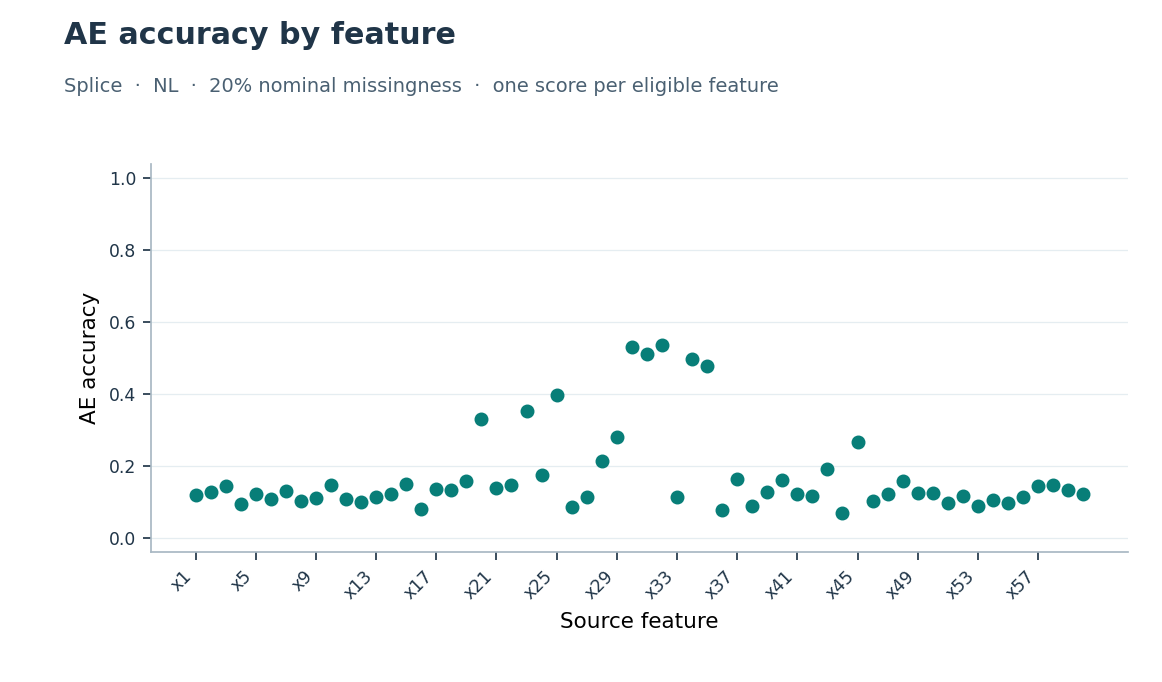 AE accuracy by feature
Splice · NL · 20% nominal missingness · one score per eligible feature
1.0
0.8
0.6
0.4
0.2
0.0
AE accuracy
x1 x5 x9 x13 x17 x21 x25 x29 x33 x37 x41 x45 x49 x53 x57
Source feature